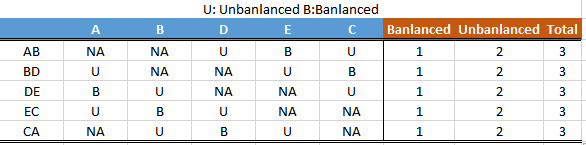 U: Unbanlanced B:Banlanced
A B D E C Banlanced Unbanlanced Total
AB NA NA U B U 1 2 3
BD U NA NA U B 1 2 3
DE B U NA NA U 1 2 3
EC U B U NA NA 1 2 3
CA NA U B U NA 1 2 3